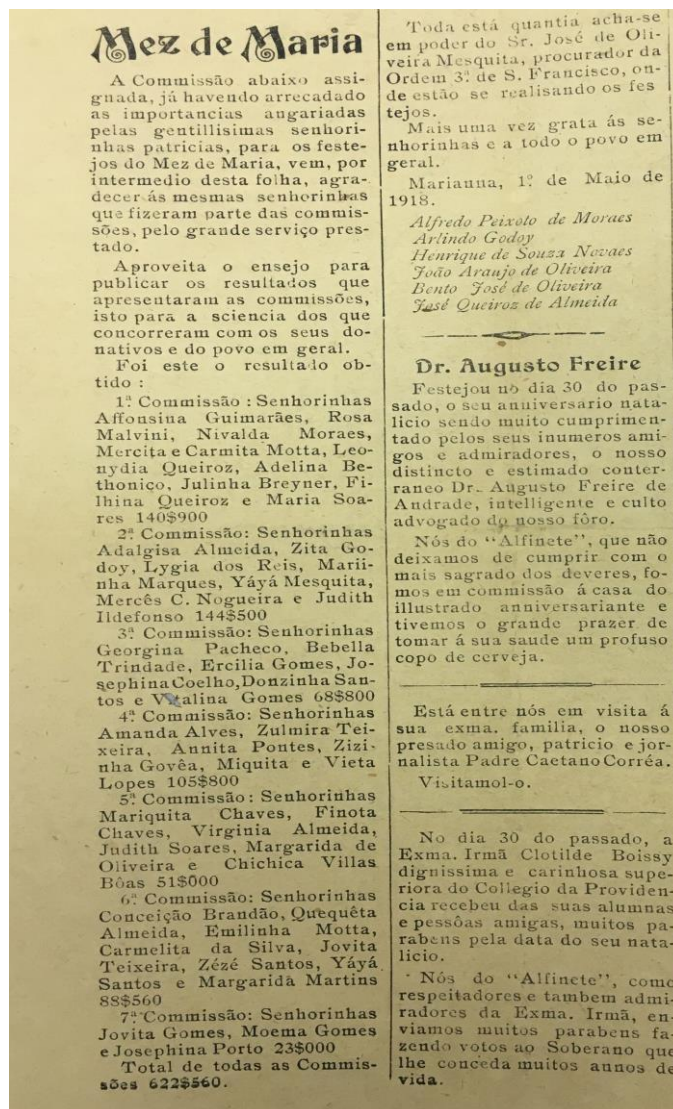 Mez de Maria
A Commissão abaixo assi-
gnada, já havendo arrecadado
as importancias angariadas
pelas gentillisimas senhori-
nhas patricias, para os feste-
jos do Mez de Maria, vem, por
intermedio desta folha, agra-
decer ás mesmas senhorinhas
que fizeram parte das commis-
sões, pelo grande serviço pres-
tado.
Aproveita o ensejo para
publicar os resultados que
apresentaram as commissões,
isto para a sciencia dos que
concorreram com os seus do-
nativos e do povo em geral.
Foi este o resultado ob-
tido :
1ª Commissão : Senhorinhas
Affonsina Guimarães, Rosa
Malvini, Nivalda Moraes,
Mercita e Carmita Motta, Leo-
nydia Queiroz, Adelina Be-
thonico, Julinha Breyner, Fi-
lhina Queiroz e Maria Soa-
res 140$900
2ª Commissão: Senhorinhas
Adalgisa Almeida, Zita Go-
doy, Lygia dos Reis, Marii-
nha Marques, Yáyá Mesquita,
Mercês C. Nogueira e Judith
Ildefonso 144$500
3ª Commissão: Senhorinhas
Georgina Pacheco, Bebella
Trindade, Ercilia Gomes, Jo-
sephina Coelho, Donzinha San-
tos e Vitalina Gomes 68$800
4ª Commissão: Senhorinhas
Amanda Alves, Zulmira Tei-
xeira, Annita Pontes, Zizi-
nha Govêa, Miquita e Vieta
Lopes 105$800
5ª Commissão : Senhorinhas
Mariquita Chaves, Finota
Chaves, Virginia Almeida,
Judith Soares, Margarida de
Oliveira e Chichica Villas
Bôas 51$000
6ª Commissão: Senhorinhas
Conceição Brandão, Quequêta
Almeida, Emilinha Motta,
Carmelita da Silva, Jovita
Teixeira, Zézé Santos, Yáyá
Santos e Margarida Martins
88$560
7ª Commissão: Senhorinhas
Jovita Gomes, Moema Gomes
e Josephina Porto 23$000
Total de todas as Commis-
sões 622$560.
Toda está quantia acha-se
em poder do Sr. José de Oli-
veira Mesquita, procurador da
Ordem 3ª de S. Francisco, on-
de estão se realisando os fes
tejos.
Mais uma vez grata ás se-
nhorinhas e a todo o povo em
geral.
Marianna, 1º de Maio de
1918.
Alfredo Peixoto de Moraes
Arlindo Godoy
Henrique de Souza Novaes
João Araujo de Oliveira
Bento José de Oliveira
José Queiroz de Almeida
Dr. Augusto Freire
Festejou no dia 30 do pas-
sado, o seu anniversario nata-
licio sendo muito cumprimen-
tado pelos seus inumeros ami-
gos e admiradores, o nosso
distincto e estimado conter-
raneo Dr. Augusto Freire de
Andrade, intelligente e culto
advogado do nosso fôro.
Nós do "Alfinete", que não
deixamos de cumprir com o
mais sagrado dos deveres, fo-
mos em commissão á casa do
illustrado anniversariante e
tivemos o grande prazer de
tomar á sua saude um profuso
copo de cerveja.
Está entre nós em visita á
sua exma. familia, o nosso
presado amigo, patricio e jor-
nalista Padre Caetano Corréa.
Visitamol-o.
No dia 30 do passado, a
Exma. Irmã Clotilde Boissy
dignissima e carinhosa supe-
riora do Collegio da Providen-
cia recebeu das suas alumnas
e pessôas amigas, muitos pa-
rabens pela data do seu nata-
licio.
Nós do "Alfinete", como
respeitadores e tambem admi-
radores da Exma. Irmã, en-
viamos muitos parabens fa-
zendo votos ao Soberano que
lhe conceda muitos annos de
vida.